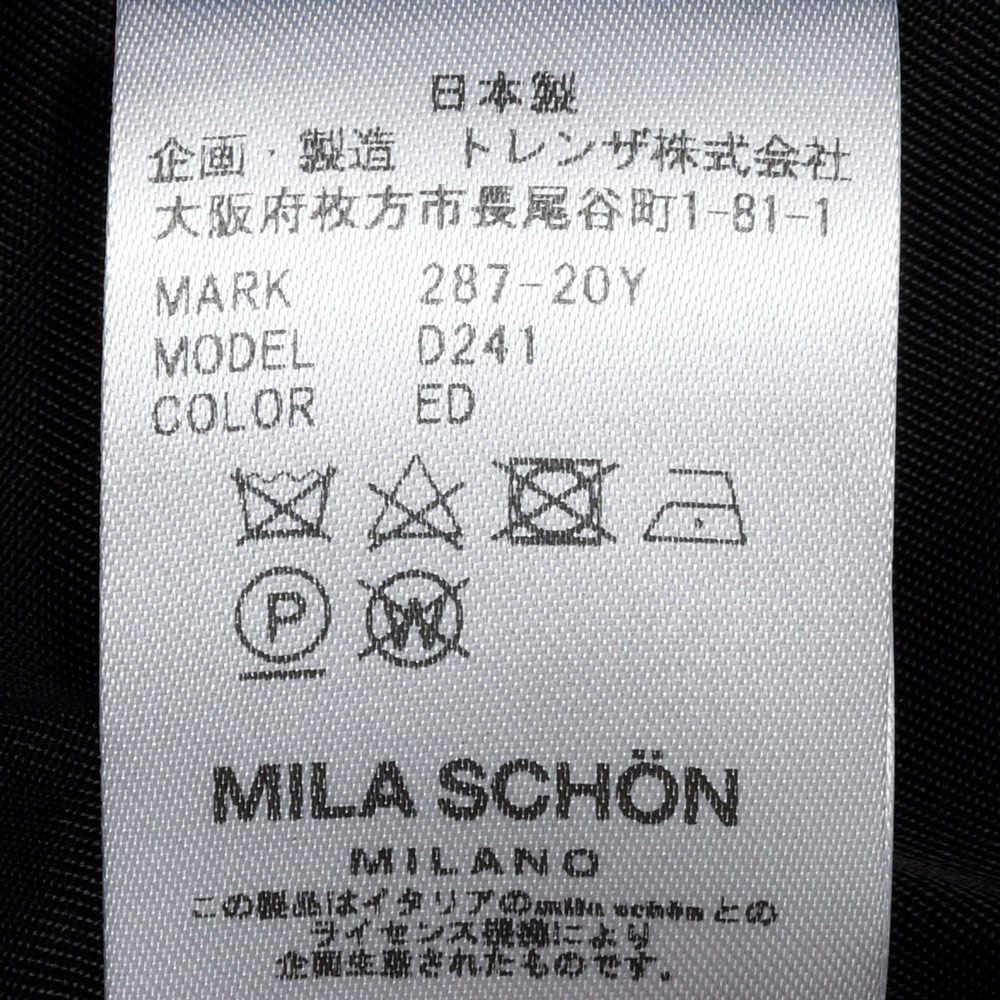 日本製
企画・製造 トレンザ株式会社
大阪府枚方市長尾谷町1-81-1
MARK 287-20Y
MODEL D241
COLOR ED
P W
MILA SCHÖN
MILANO
この製品はイタリアのmila schönとの
ライセンス提携により
企画生産されたものです。